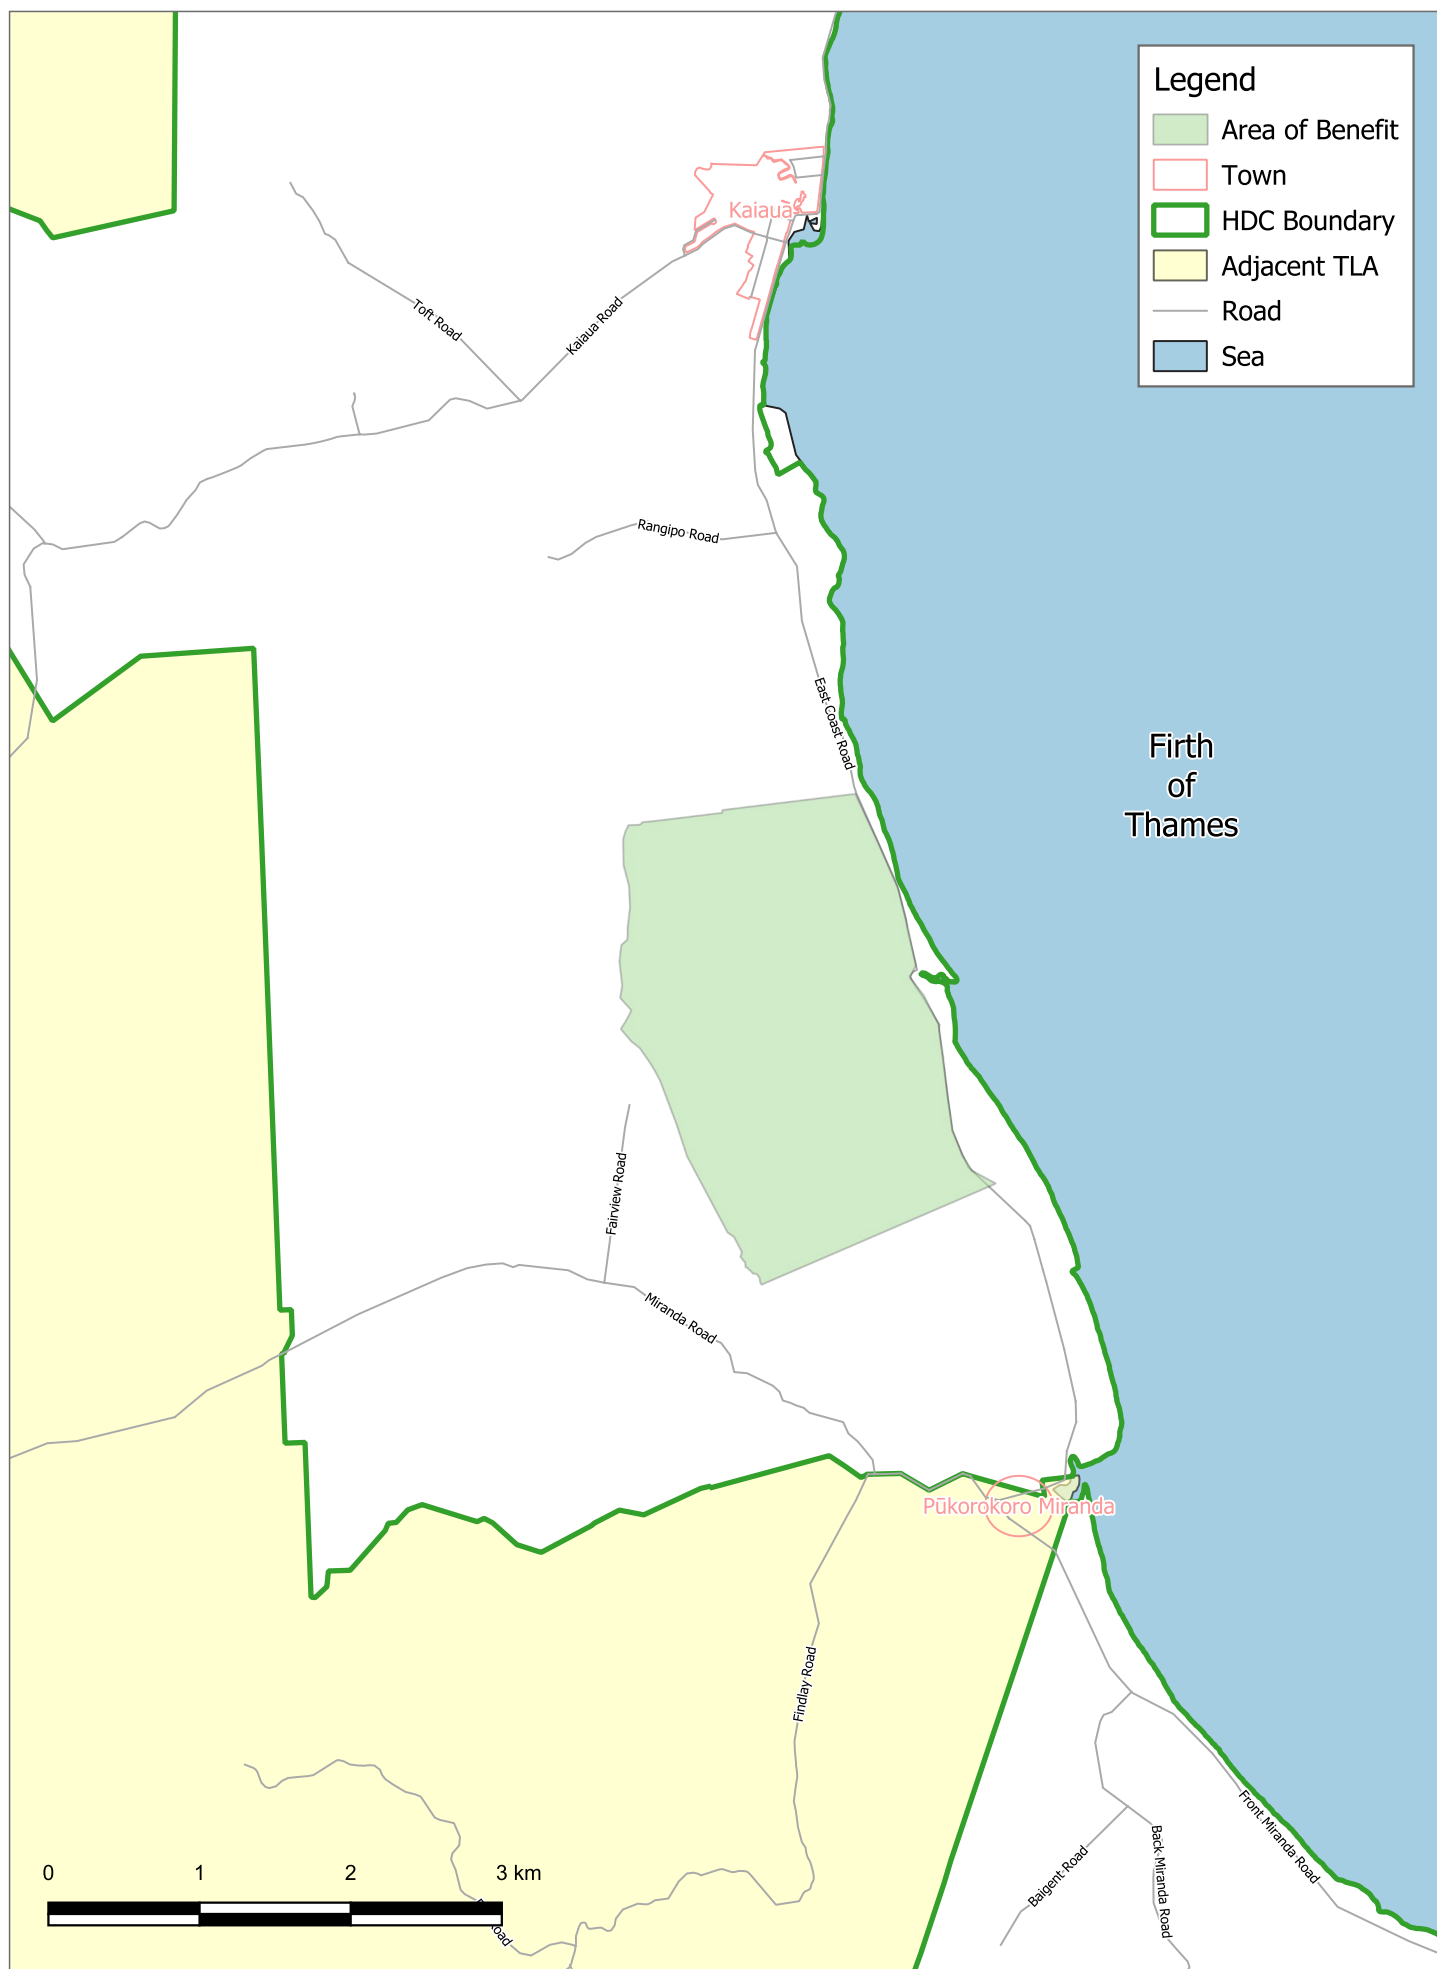 Legend
Area of Benefit
Town
HDC Boundary
Adjacent TLA
Road
Sea
Kaiaua
Toft Road
Kaiaua Road
Rangipo Road
East Coast Road
Firth
of
Thames
Fairview Road
Miranda Road
Pūkorokoro Miranda
Findlay Road
Front Miranda Road
Back Miranda Road
Baigent Road
0 1 2 3 km
Road